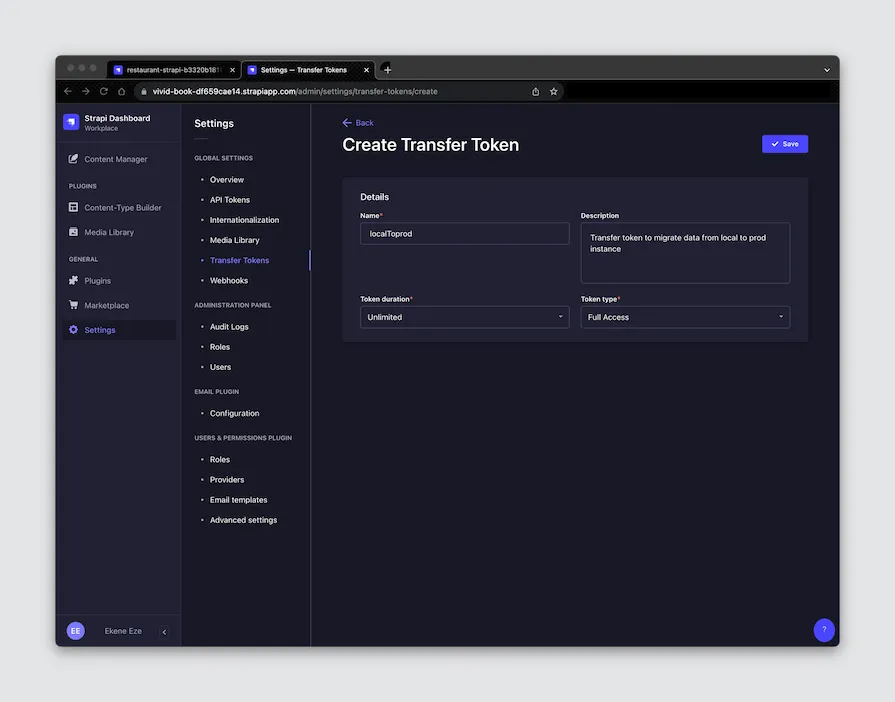 restaurant-strapi-b3320b181
Settings — Transfer Tokens
vivid-book-df659cae14.strapiapp.com/admin/settings/transfer-tokens/create
Strapi Dashboard
Workplace
Content Manager
PLUGINS
Content-Type Builder
Media Library
GENERAL
Plugins
Marketplace
Settings
EE
Ekene Eze
Settings
GLOBAL SETTINGS
Overview
API Tokens
Internationalization
Media Library
Transfer Tokens
Webhooks
ADMINISTRATION PANEL
Audit Logs
Roles
Users
EMAIL PLUGIN
Configuration
USERS & PERMISSIONS PLUGIN
Roles
Providers
Email templates
Advanced settings
Back
Create Transfer Token
Save
Details
Name*
localToprod
Description
Transfer token to migrate data from local to prod
instance
Token duration*
Unlimited
Token type*
Full Access
?